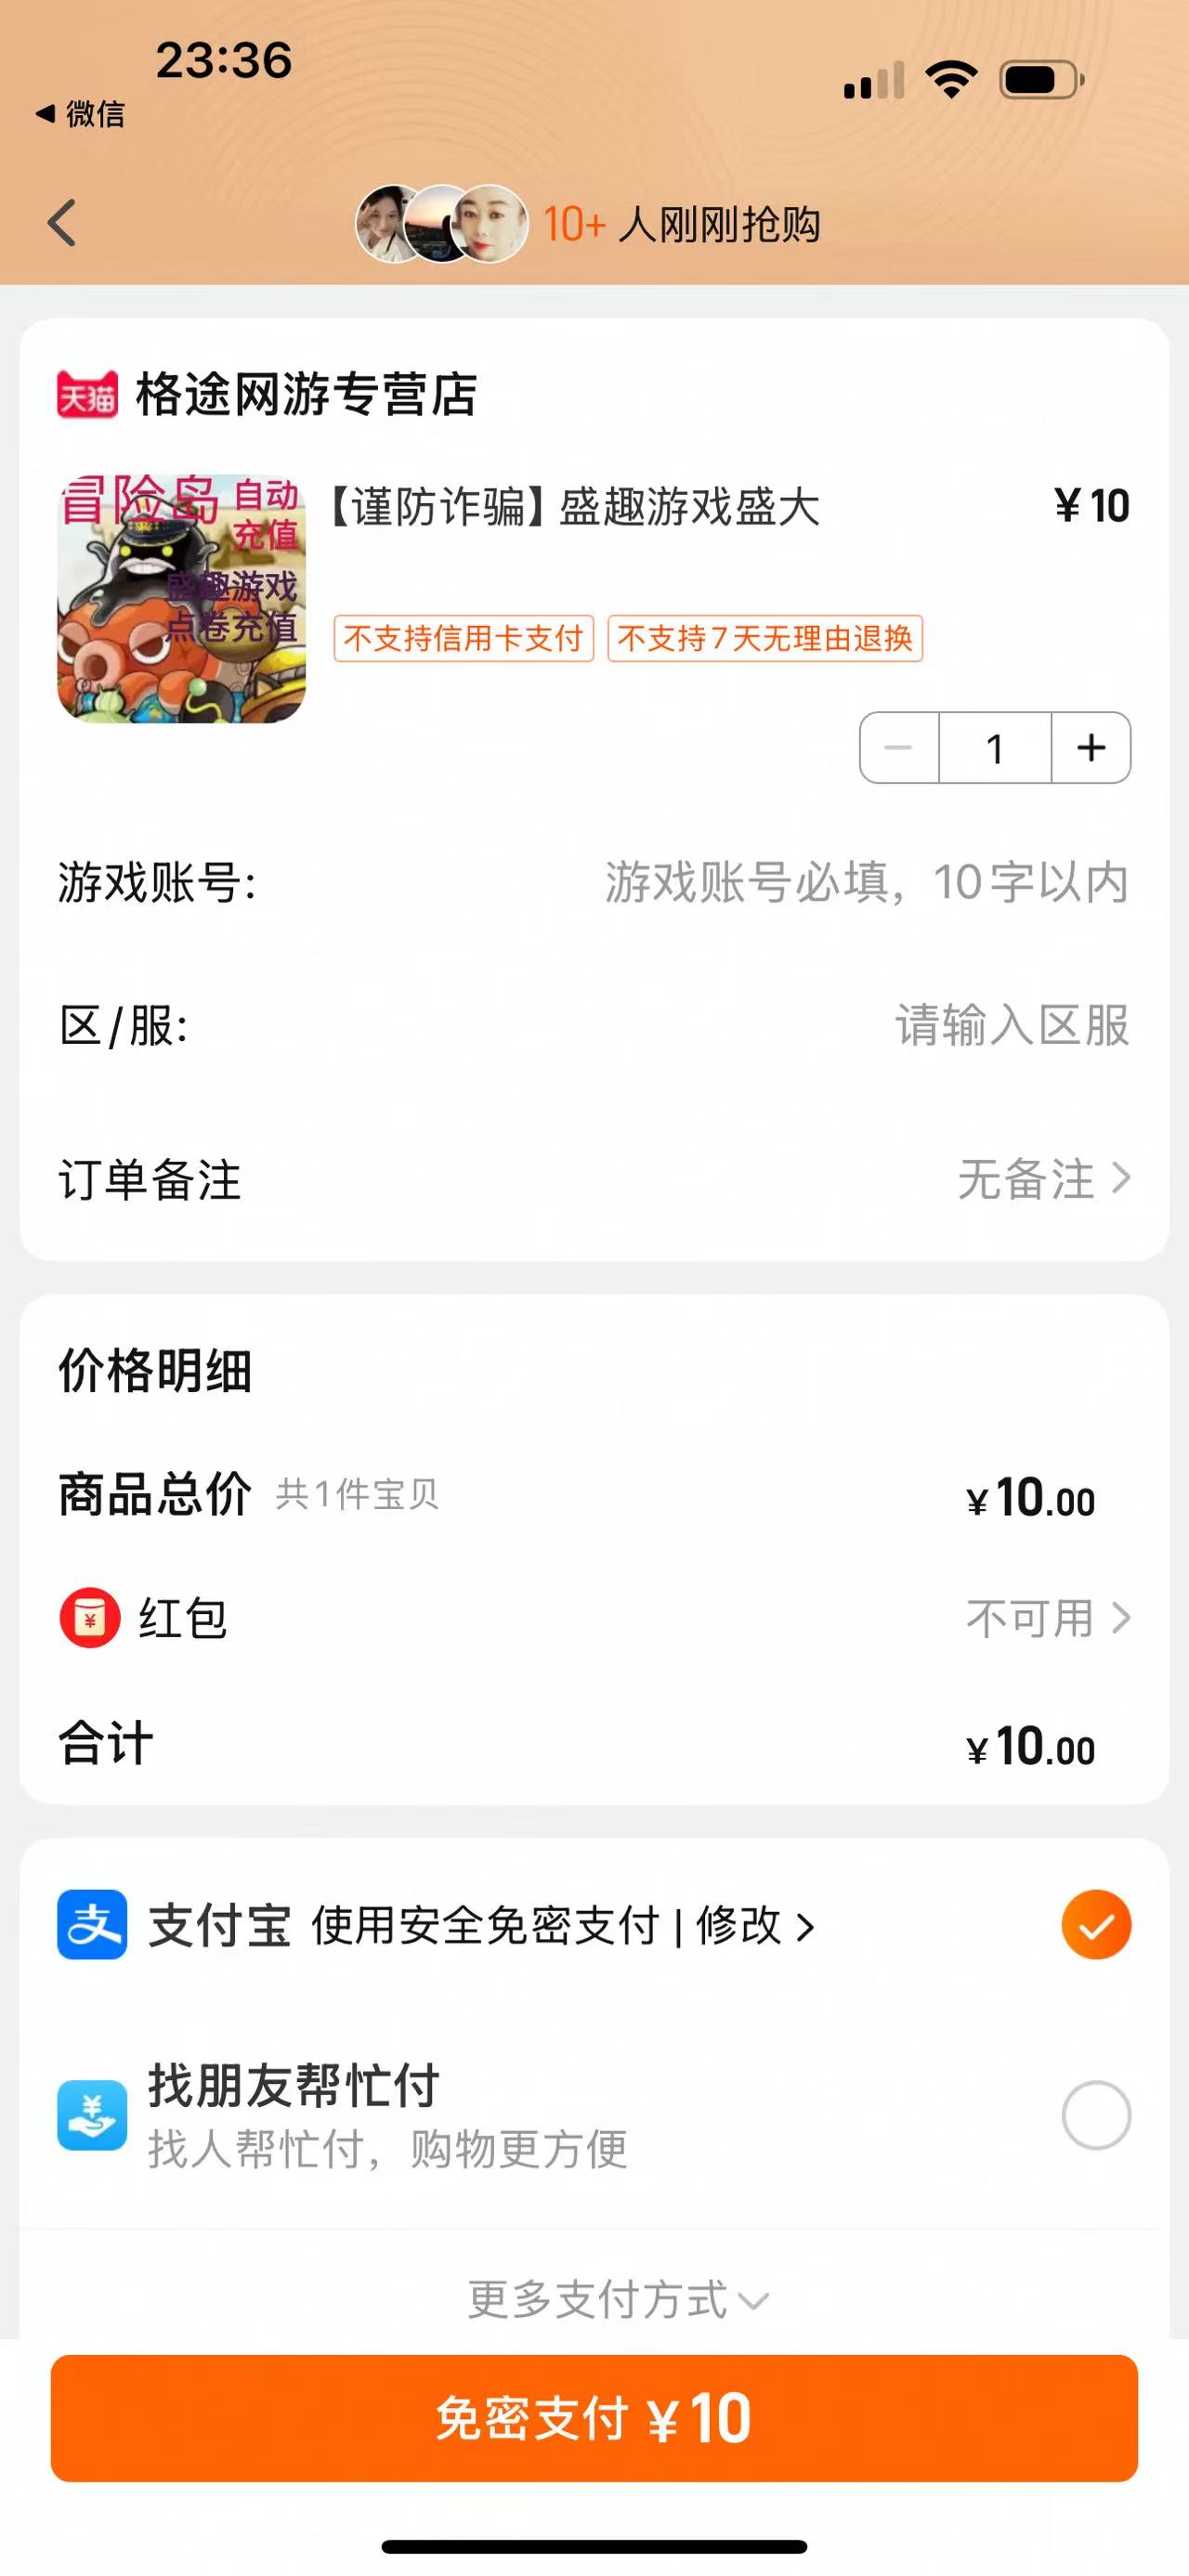 23:36
微信
10+ 人刚刚抢购
天猫 格途网游专营店
冒险岛 自动
充值
盛趣游戏
点卷充值
【谨防诈骗】盛趣游戏盛大
¥10
不支持信用卡支付 不支持7天无理由退换
1
游戏账号: 游戏账号必填，10字以内
区/服: 请输入区服
订单备注 无备注
价格明细
商品总价 共1件宝贝 ¥10.00
红包 不可用
合计 ¥10.00
支付宝 使用安全免密支付 | 修改
找朋友帮忙付
找人帮忙付，购物更方便
更多支付方式
免密支付 ¥10